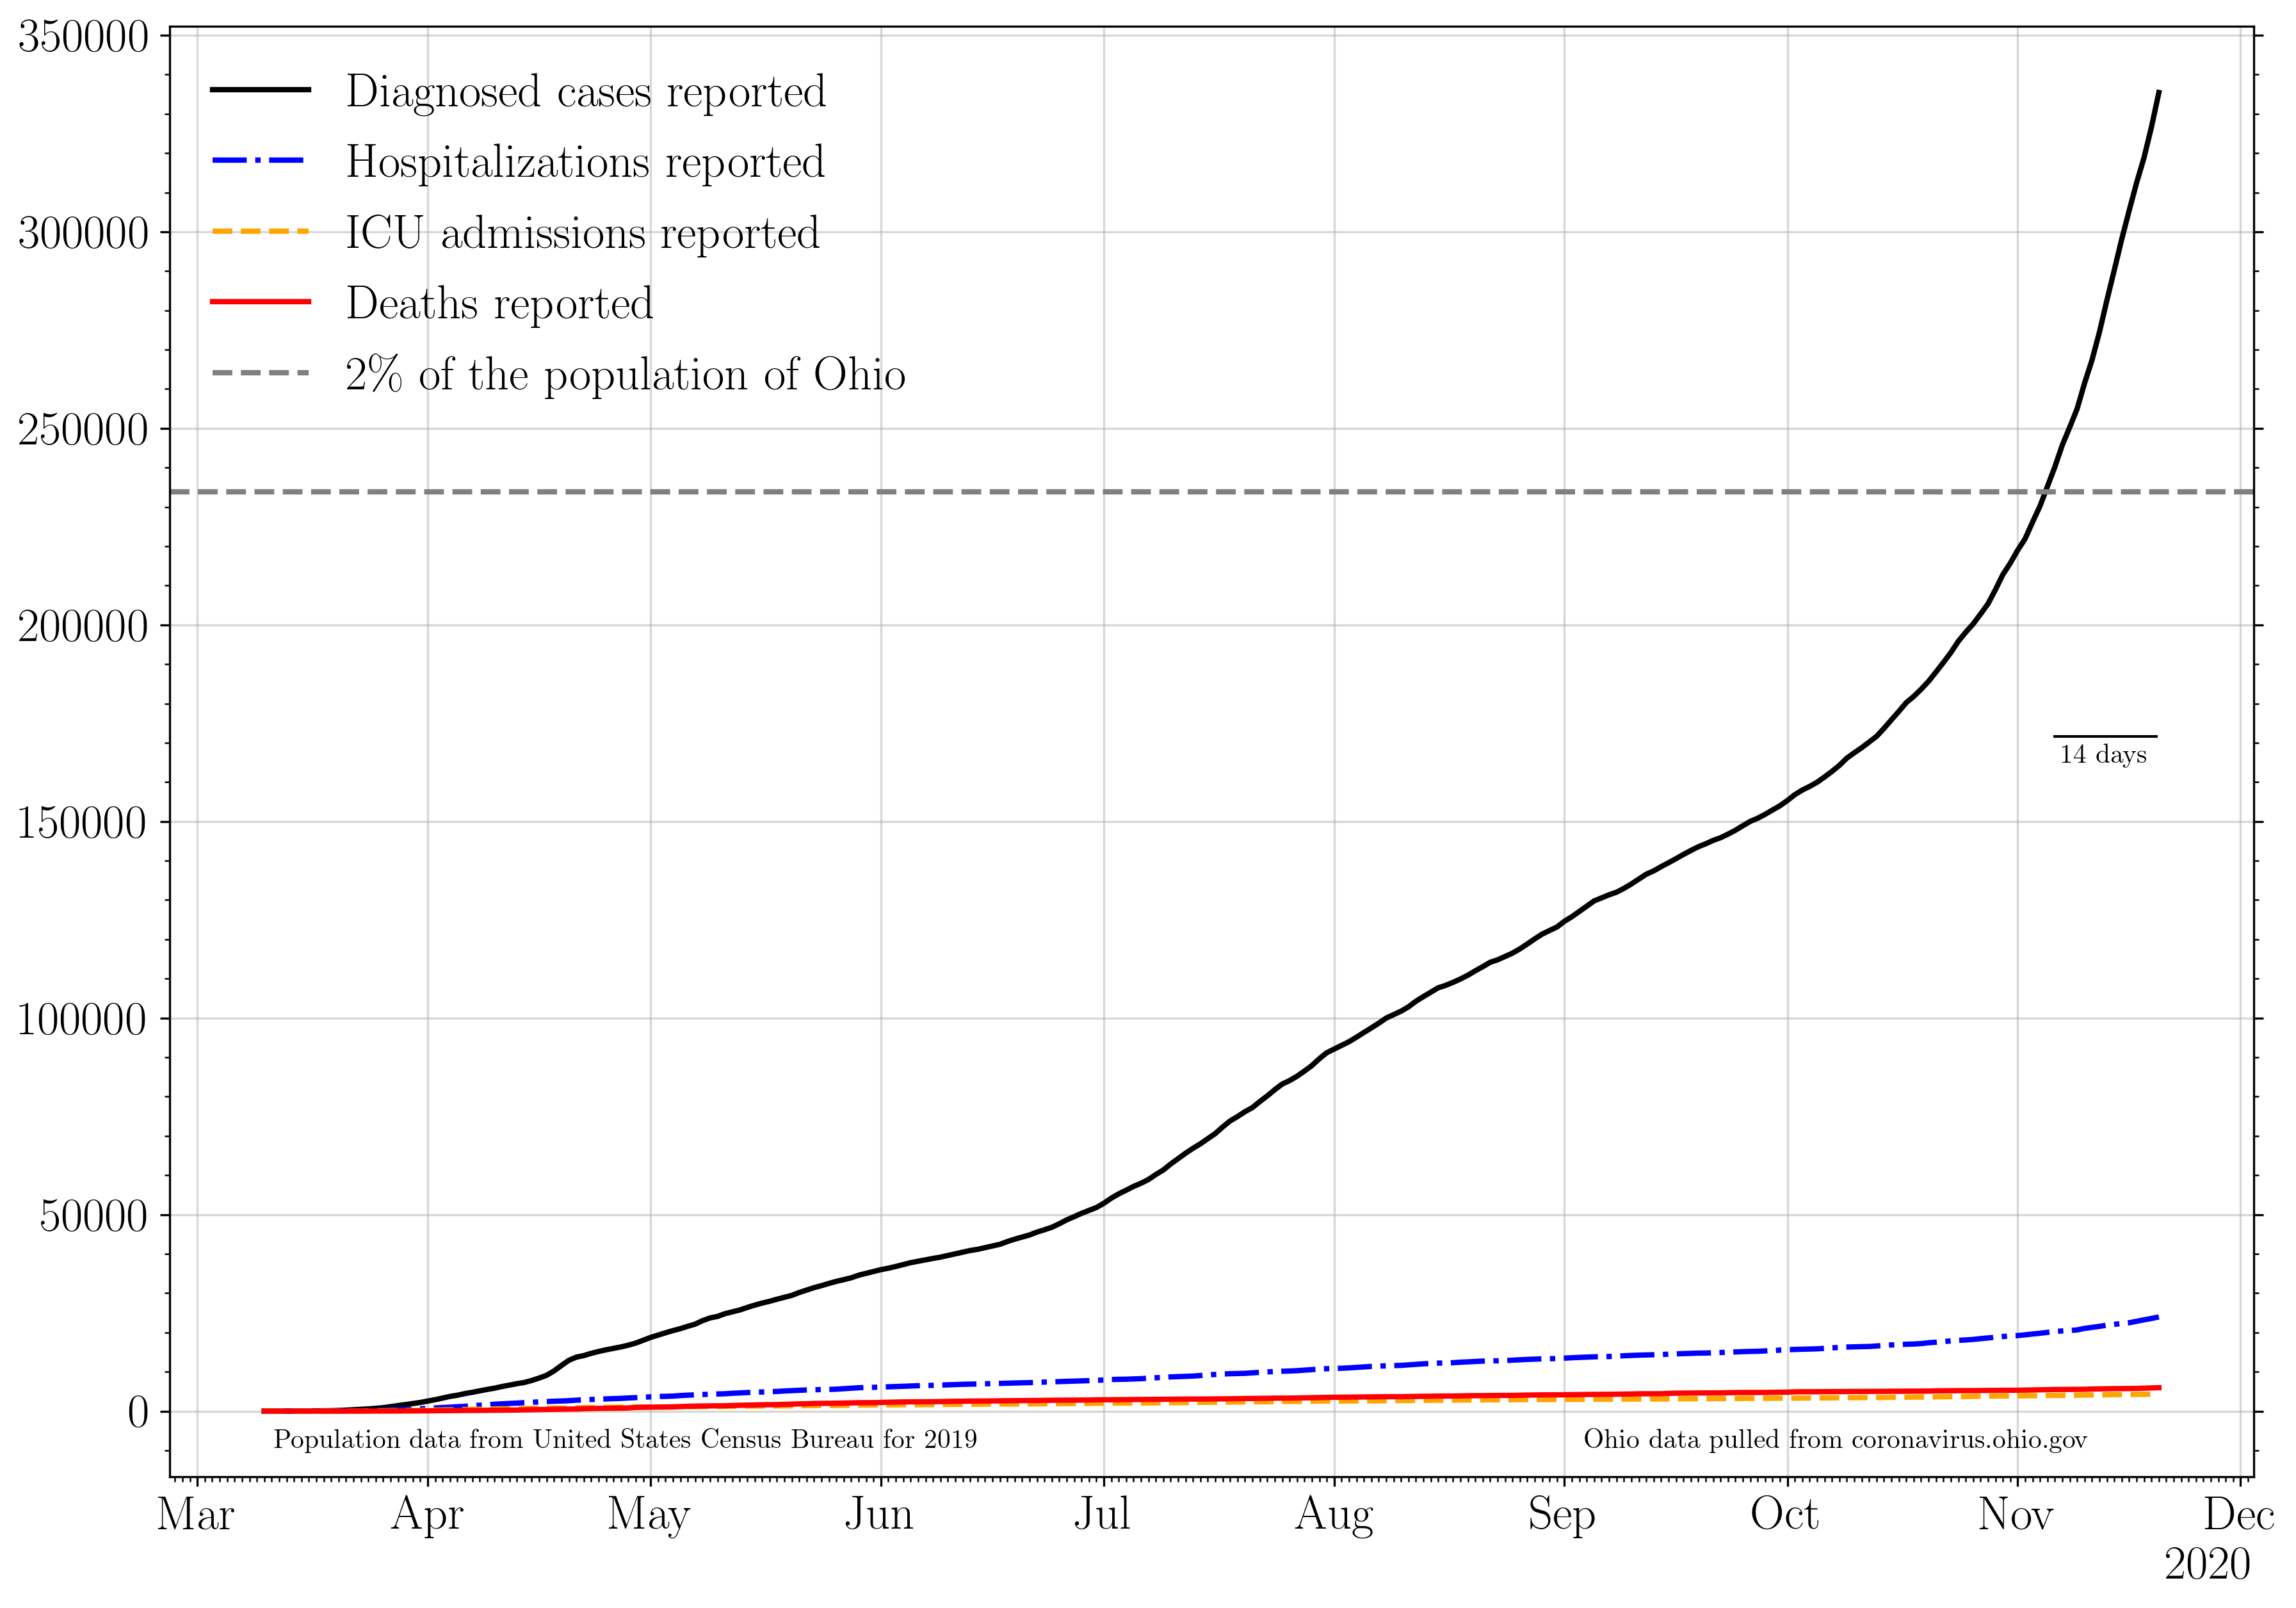 350000
300000
250000
200000
150000
100000
50000
0
Diagnosed cases reported
Hospitalizations reported
ICU admissions reported
Deaths reported
2% of the population of Ohio
14 days
Population data from United States Census Bureau for 2019
Ohio data pulled from coronavirus.ohio.gov
Mar Apr May Jun Jul Aug Sep Oct Nov Dec
2020